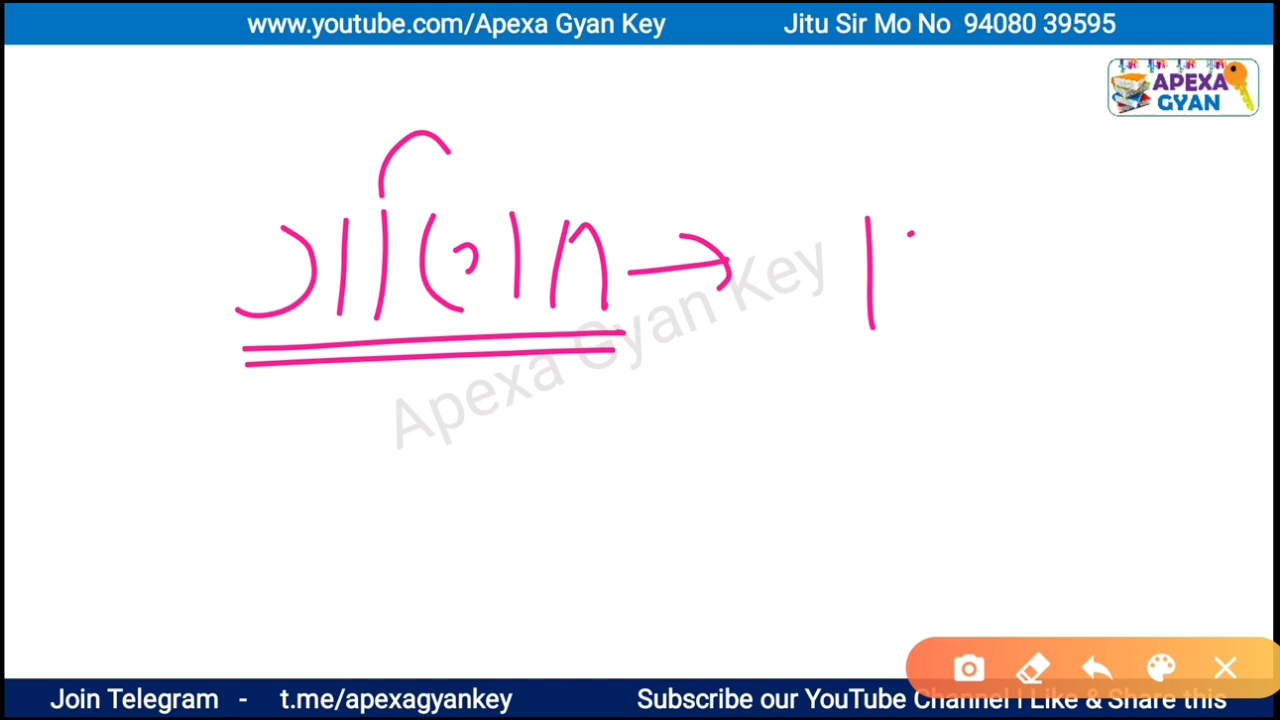 www.youtube.com/Apexa Gyan Key Jitu Sir Mo No 94080 39595
APEXA
GYAN
ગણિત →
Apexa Gyan Key
Join Telegram - t.me/apexagyankey Subscribe our YouTube Channel | Like & Share this